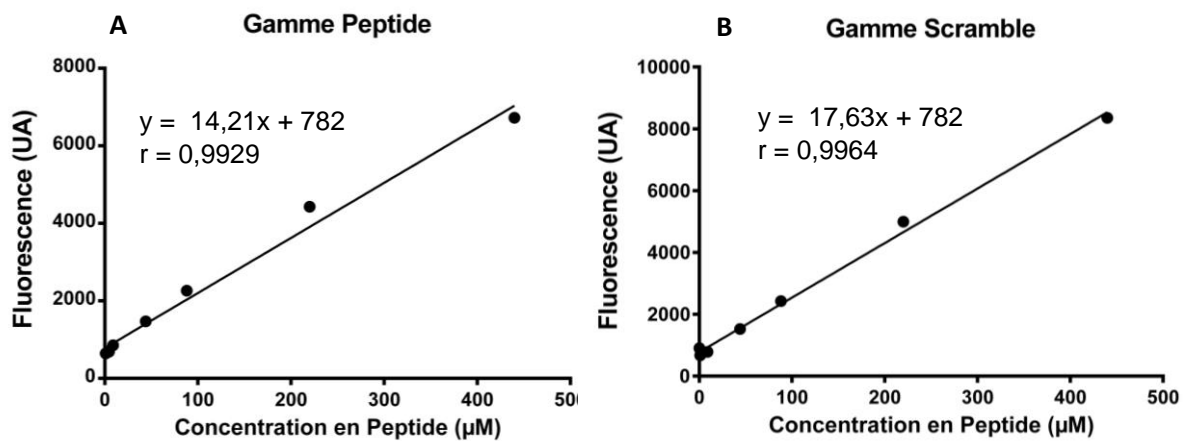 A
Gamme Peptide
8000
6000
4000
2000
0
Fluorescence (UA)
y = 14,21x + 782
r = 0,9929
0 100 200 300 400
Concentration en Peptide (µM)
B
Gamme Scramble
10000
8000
6000
4000
2000
0
Fluorescence (UA)
y = 17,63x + 782
r = 0,9964
0 100 200 300 400 500
Concentration en Peptide (µM)